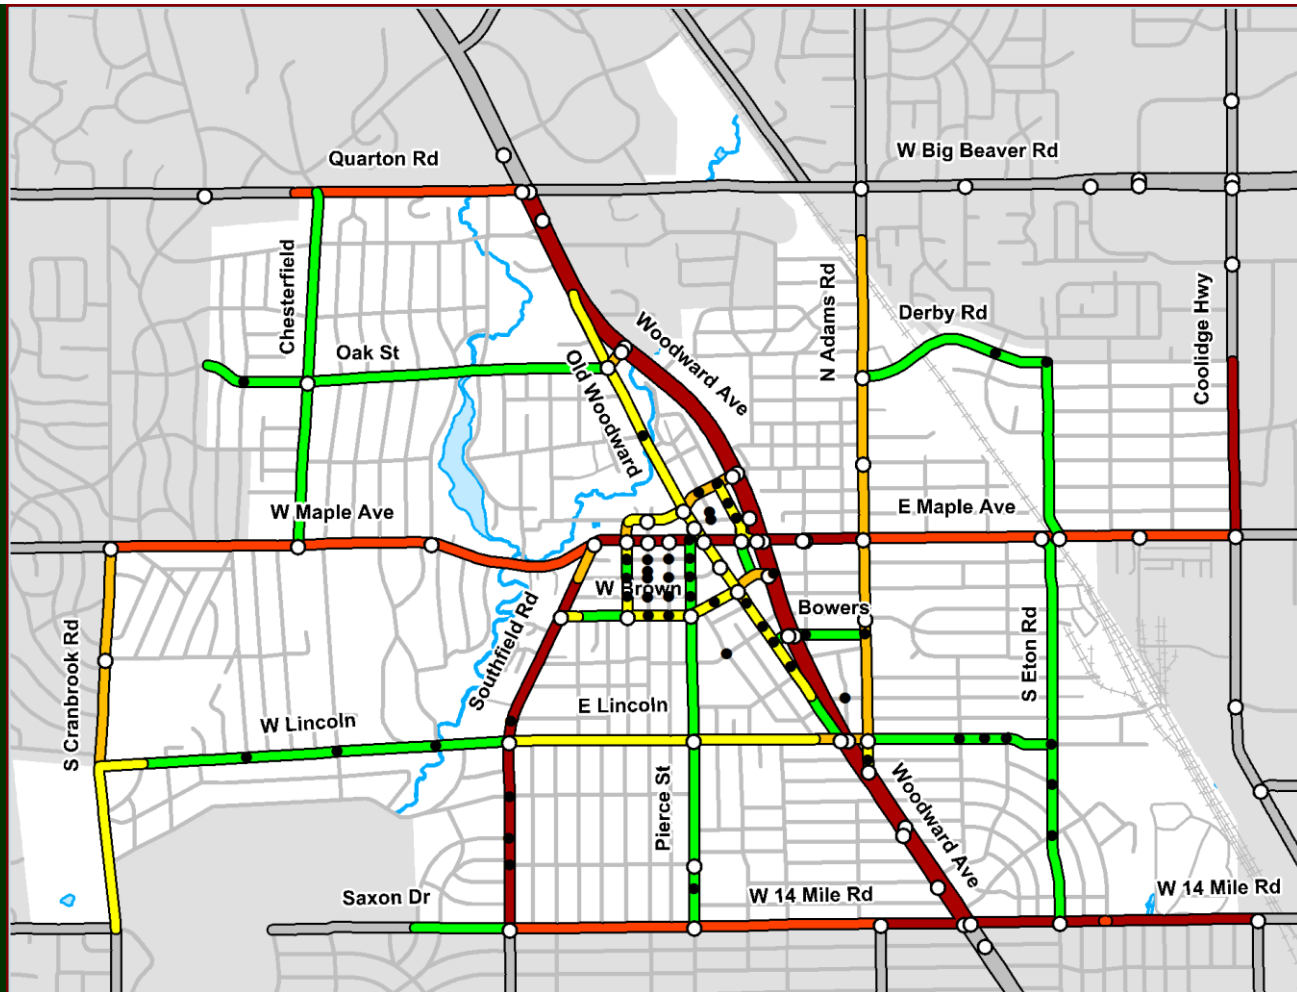 W Big Beaver Rd
Quarton Rd
Chesterfield
N Adams Rd
Coolidge Hwy
Derby Rd
Woodward Ave
Oak St
Old Woodward
W Maple Ave
E Maple Ave
W Brown
Bowers
S Cranbrook Rd
Southfield Rd
S Eton Rd
E Lincoln
W Lincoln
Pierce St
Woodward Ave
Saxon Dr
W 14 Mile Rd
W 14 Mile Rd